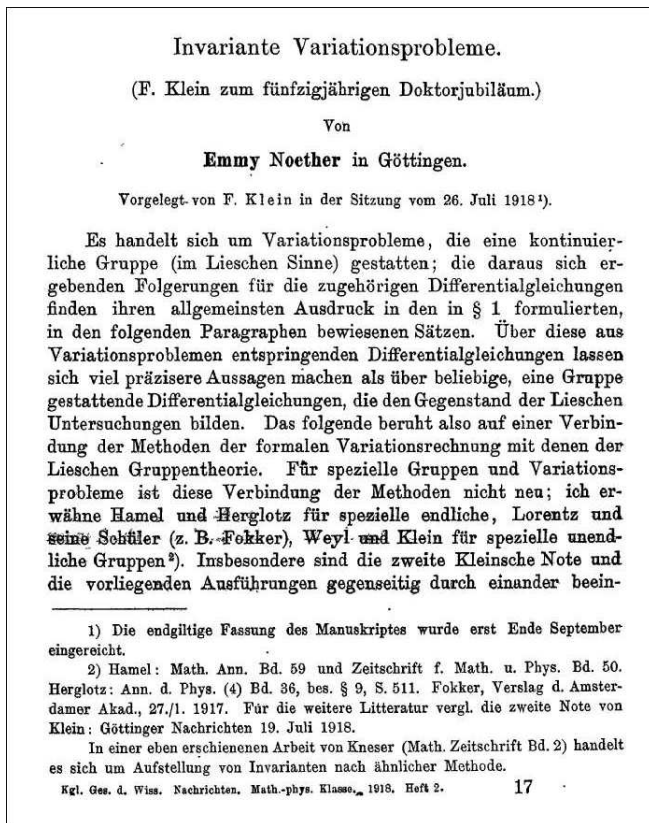 Invariante Variationsprobleme.
(F. Klein zum fünfzigjährigen Doktorjubiläum.)
Von
Emmy Noether in Göttingen.
Vorgelegt von F. Klein in der Sitzung vom 26. Juli 1918¹).
Es handelt sich um Variationsprobleme, die eine kontinuier-
liche Gruppe (im Lieschen Sinne) gestatten; die daraus sich er-
gebenden Folgerungen für die zugehörigen Differentialgleichungen
finden ihren allgemeinsten Ausdruck in den in § 1 formulierten,
in den folgenden Paragraphen bewiesenen Sätzen. Über diese aus
Variationsproblemen entspringenden Differentialgleichungen lassen
sich viel präzisere Aussagen machen als über beliebige, eine Gruppe
gestattende Differentialgleichungen, die den Gegenstand der Lieschen
Untersuchungen bilden. Das folgende beruht also auf einer Verbin-
dung der Methoden der formalen Variationsrechnung mit denen der
Lieschen Gruppentheorie. Für spezielle Gruppen und Variations-
probleme ist diese Verbindung der Methoden nicht neu; ich er-
wähne Hamel und Herglotz für spezielle endliche, Lorentz und
seine Schüler (z. B. Fokker), Weyl und Klein für spezielle unend-
liche Gruppen²). Insbesondere sind die zweite Kleinsche Note und
die vorliegenden Ausführungen gegenseitig durch einander beein-
1) Die endgiltige Fassung des Manuskriptes wurde erst Ende September
eingereicht.
2) Hamel: Math. Ann. Bd. 59 und Zeitschrift f. Math. u. Phys. Bd. 50.
Herglotz: Ann. d. Phys. (4) Bd. 36, bes. § 9, S. 511. Fokker, Verslag d. Amster-
damer Akad., 27./1. 1917. Für die weitere Litteratur vergl. die zweite Note von
Klein: Göttinger Nachrichten 19. Juli 1918.
In einer eben erschienenen Arbeit von Kneser (Math. Zeitschrift Bd. 2) handelt
es sich um Aufstellung von Invarianten nach ähnlicher Methode.
Kgl. Ges. d. Wiss. Nachrichten. Math.-phys. Klasse. 1918. Heft 2. 17